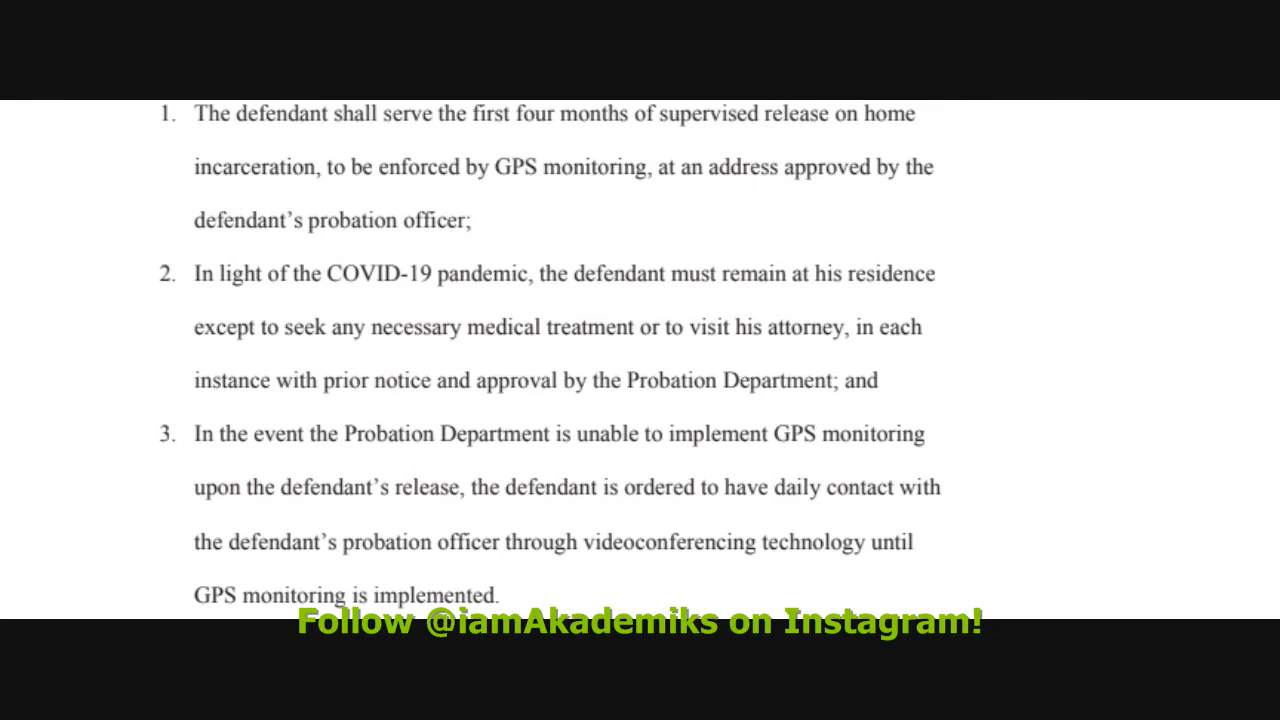 1. The defendant shall serve the first four months of supervised release on home
incarceration, to be enforced by GPS monitoring, at an address approved by the
defendant’s probation officer;
2. In light of the COVID-19 pandemic, the defendant must remain at his residence
except to seek any necessary medical treatment or to visit his attorney, in each
instance with prior notice and approval by the Probation Department; and
3. In the event the Probation Department is unable to implement GPS monitoring
upon the defendant’s release, the defendant is ordered to have daily contact with
the defendant’s probation officer through videoconferencing technology until
GPS monitoring is implemented.
Follow @iamAkademiks on Instagram!